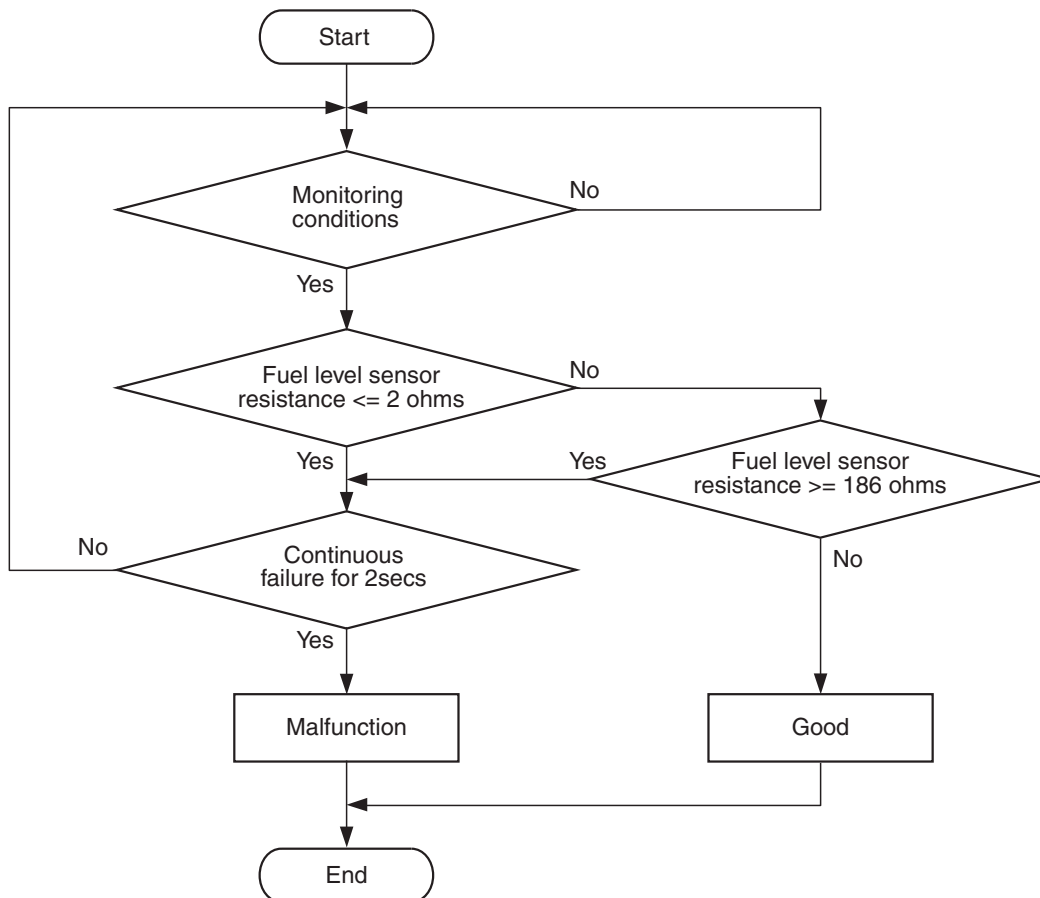 Start
Monitoring
conditions
No
Yes
Fuel level sensor
resistance <= 2 ohms
No
Yes
Yes
Fuel level sensor
resistance >= 186 ohms
No
Continuous
failure for 2secs
No
Yes
Malfunction
Good
End